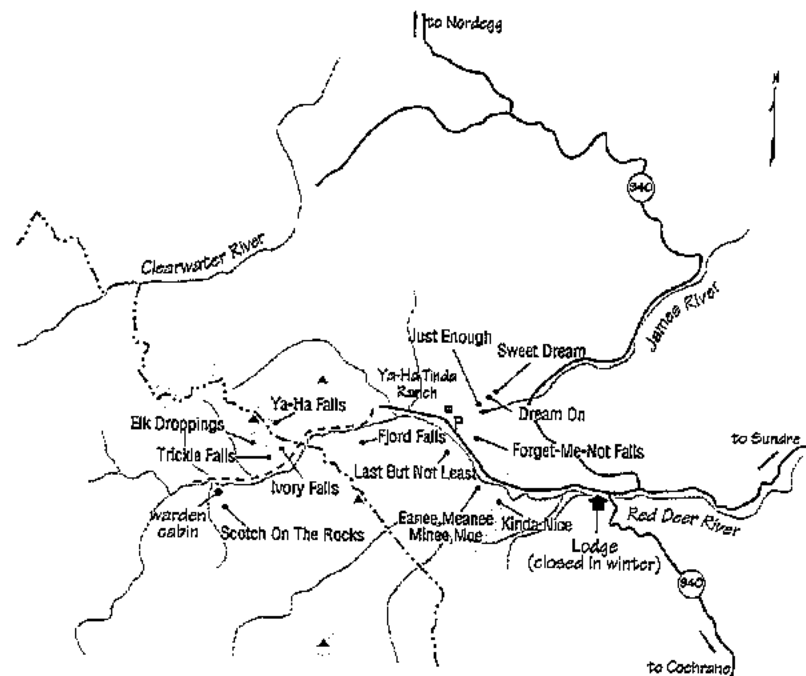 to Nordegg
940
Clearwater River
James River
Just Enough
Sweet Dream
Ya-Ha Tinda
Ranch
Ya-Ha Falls
Dream On
P
Elk Droppings
Fjord Falls
Forget-Me-Not Falls
to Sundre
Trickle Falls
Last But Not Least
Ivory Falls
warden
cabin
Scotch On The Rocks
Eanee, Meanee
Minee, Moe
Kinda-Nice
Red Deer River
Lodge
(closed in winter)
940
to Cochrane